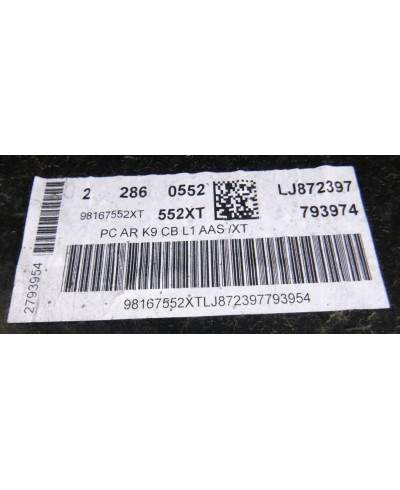 2 286 0552 LJ872397
98167552XT 552XT 793974
PC AR K9 CB L1 AAS /XT
98167552XTLJ872397793954
2793954